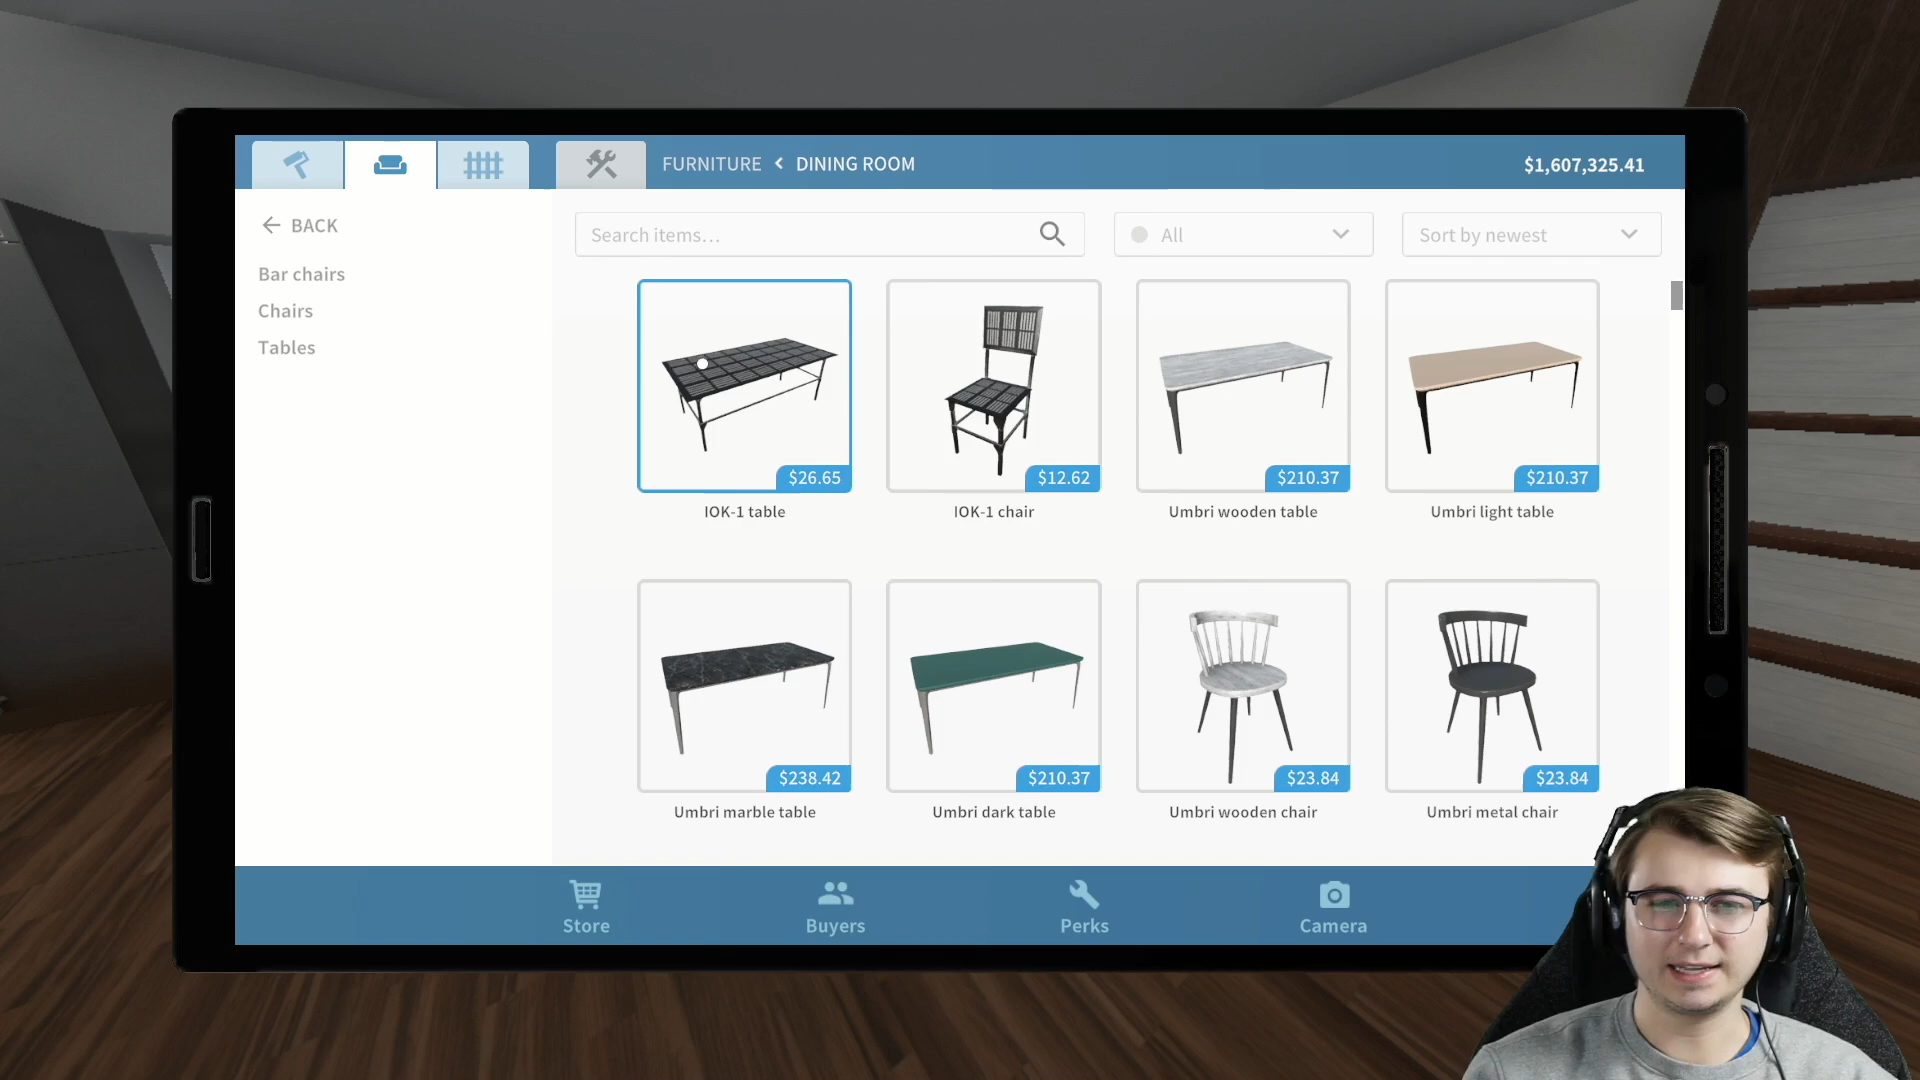 FURNITURE < DINING ROOM
$1,607,325.41
BACK
Bar chairs
Chairs
Tables
Search items...
All
Sort by newest
$26.65
$12.62
$210.37
$210.37
IOK-1 table
IOK-1 chair
Umbri wooden table
Umbri light table
$238.42
$210.37
$23.84
$23.84
Umbri marble table
Umbri dark table
Umbri wooden chair
Umbri metal chair
Store
Buyers
Perks
Camera